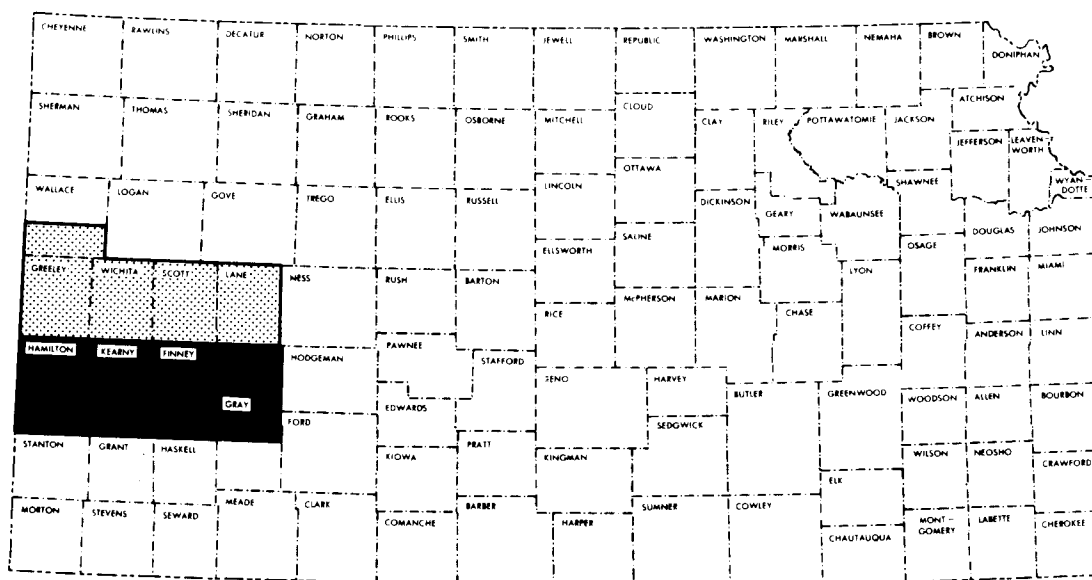 CHEYENNE
RAWLINS
DECATUR
NORTON
PHILLIPS
SMITH
JEWELL
REPUBLIC
WASHINGTON
MARSHALL
NEMAHA
BROWN
DONIPHAN
SHERMAN
THOMAS
SHERIDAN
GRAHAM
ROOKS
OSBORNE
MITCHELL
CLOUD
CLAY
RILEY
POTTAWATOMIE
JACKSON
ATCHISON
JEFFERSON
LEAVEN-
WORTH
WALLACE
LOGAN
GOVE
TREGO
ELLIS
RUSSELL
LINCOLN
OTTAWA
DICKINSON
GEARY
WABAUNSEE
SHAWNEE
WYAN-
DOTTE
SALINE
MORRIS
OSAGE
DOUGLAS
JOHNSON
GREELEY
WICHITA
SCOTT
LANE
NESS
RUSH
BARTON
ELLSWORTH
McPHERSON
MARION
LYON
FRANKLIN
MIAMI
RICE
CHASE
COFFEY
ANDERSON
LINN
HAMILTON
KEARNY
FINNEY
GRAY
HODGEMAN
PAWNEE
STAFFORD
RENO
HARVEY
BUTLER
GREENWOOD
WOODSON
ALLEN
BOURBON
FORD
EDWARDS
SEDGWICK
STANTON
GRANT
HASKELL
KIOWA
PRATT
KINGMAN
WILSON
NEOSHO
CRAWFORD
ELK
MORTON
STEVENS
SEWARD
MEADE
CLARK
COMANCHE
BARBER
HARPER
SUMNER
COWLEY
CHAUTAUQUA
MONT-
GOMERY
LABETTE
CHEROKEE